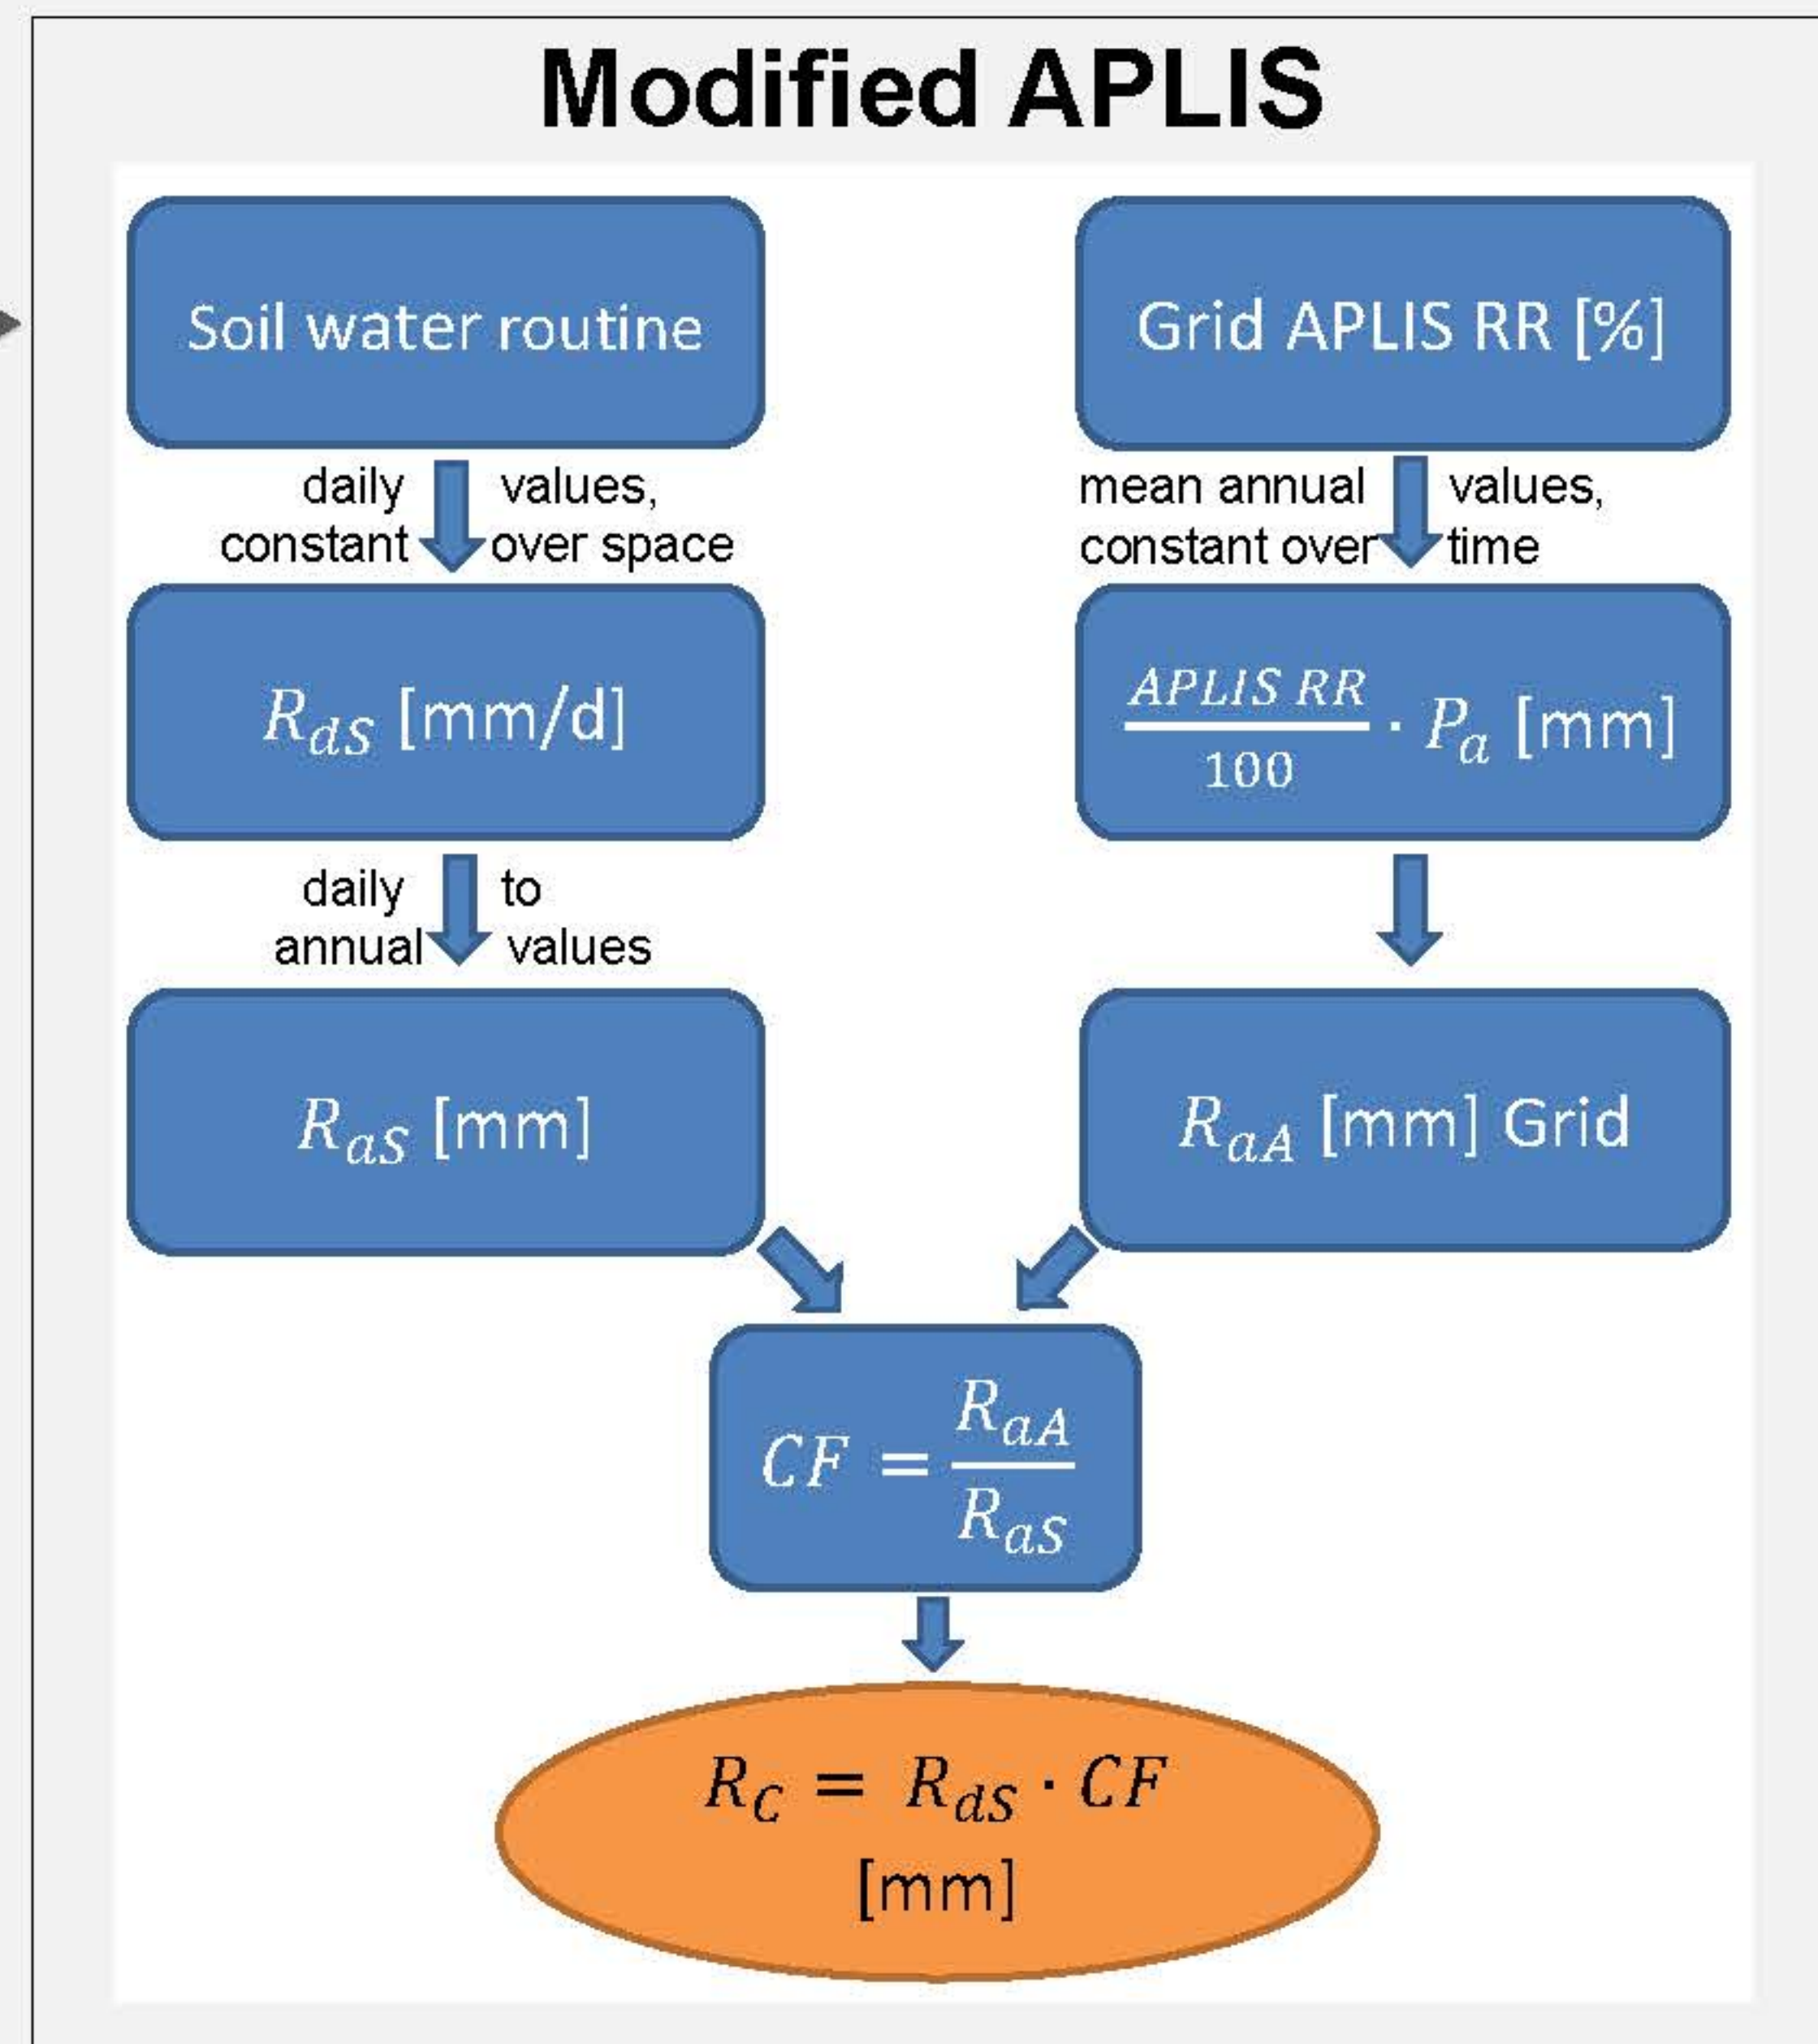 Modified APLIS
Soil water routine
daily values,
constant over space
R_dS [mm/d]
daily to
annual values
R_aS [mm]
Grid APLIS RR [%]
mean annual values,
constant over time
APLIS RR
100
· P_a [mm]
R_aA [mm] Grid
CF = R_aA
R_aS
R_C = R_dS · CF
[mm]